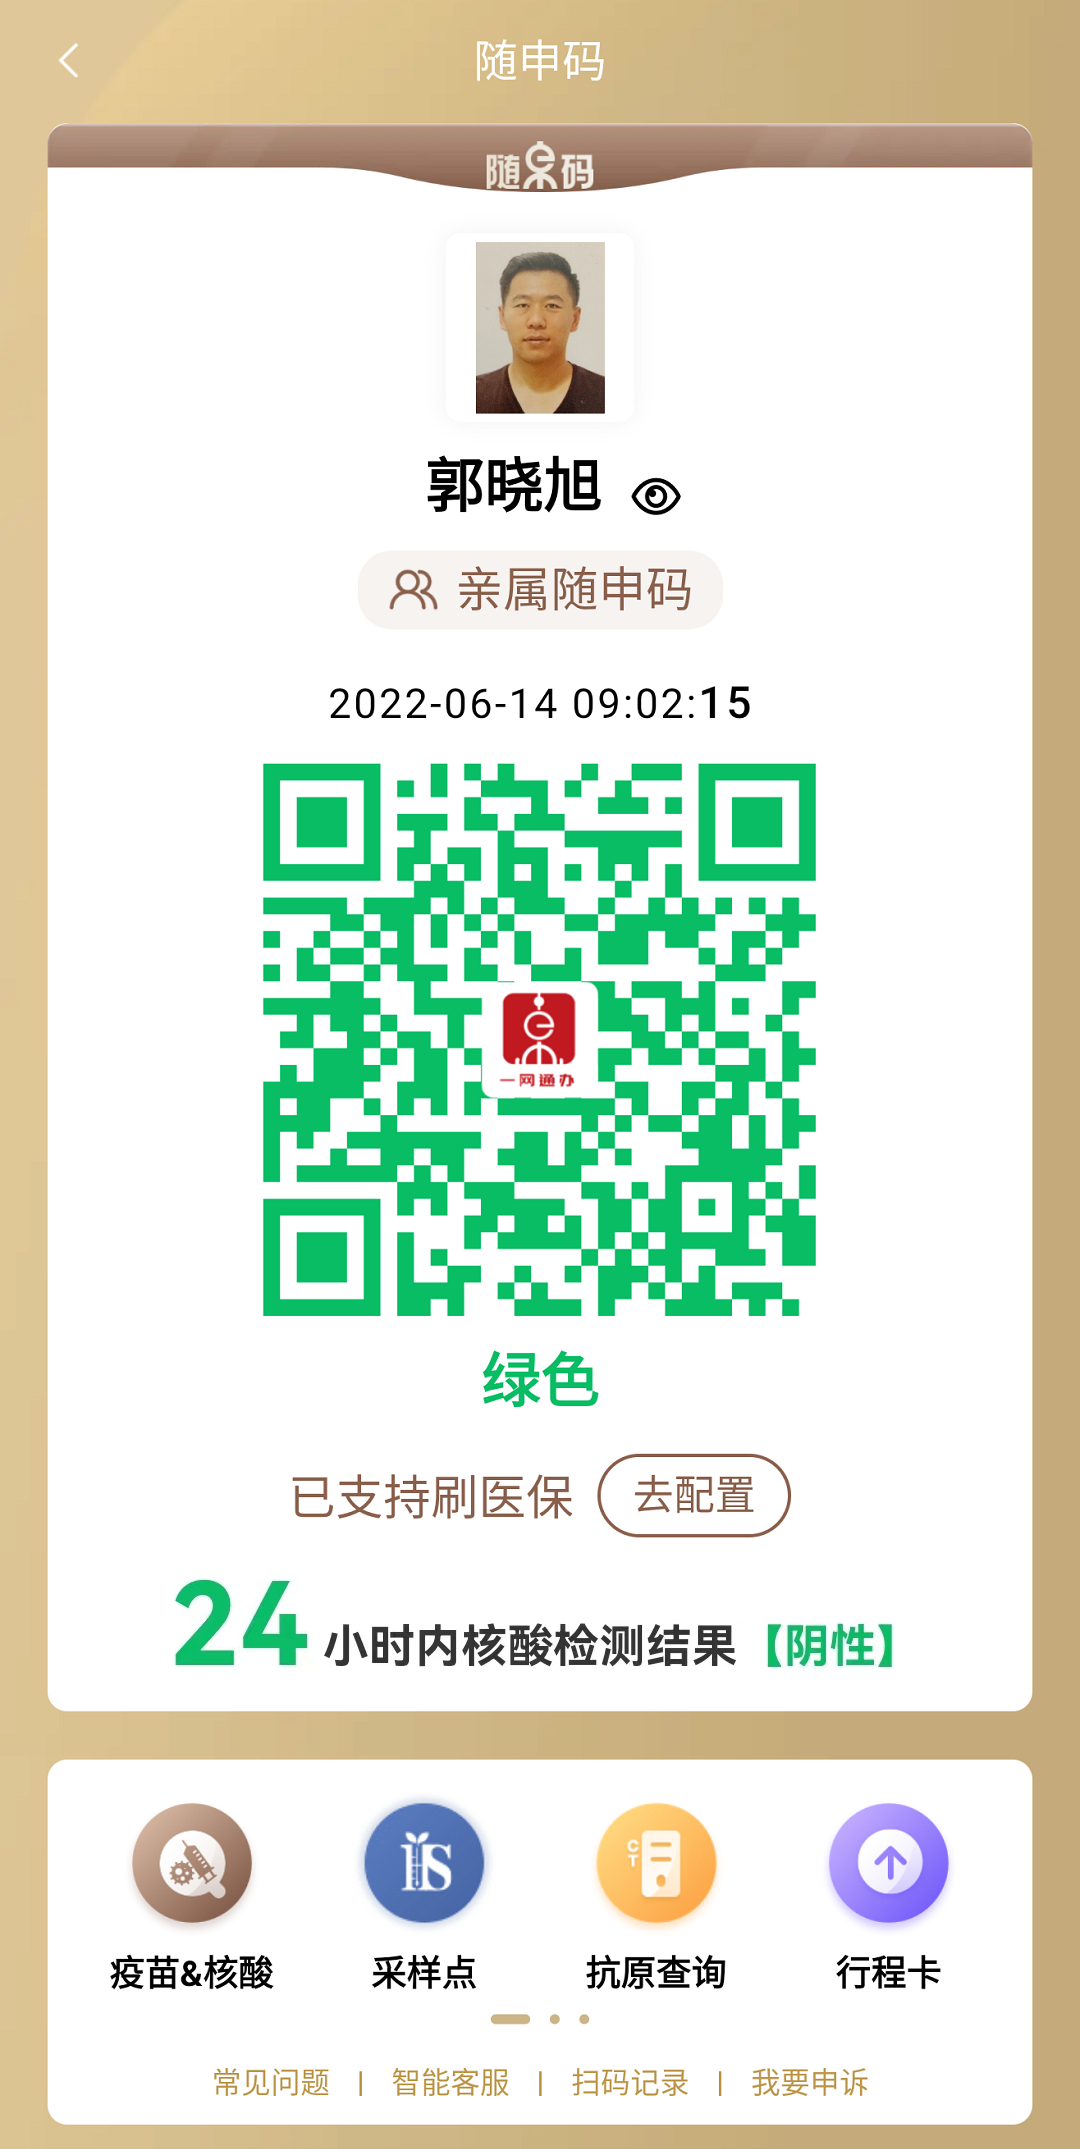 随申码
随申码
郭晓旭
亲属随申码
2022-06-14 09:02:15
一网通办
绿色
已支持刷医保 去配置
24小时内核酸检测结果【阴性】
CT
疫苗&核酸 采样点 抗原查询 行程卡
常见问题 | 智能客服 | 扫码记录 | 我要申诉